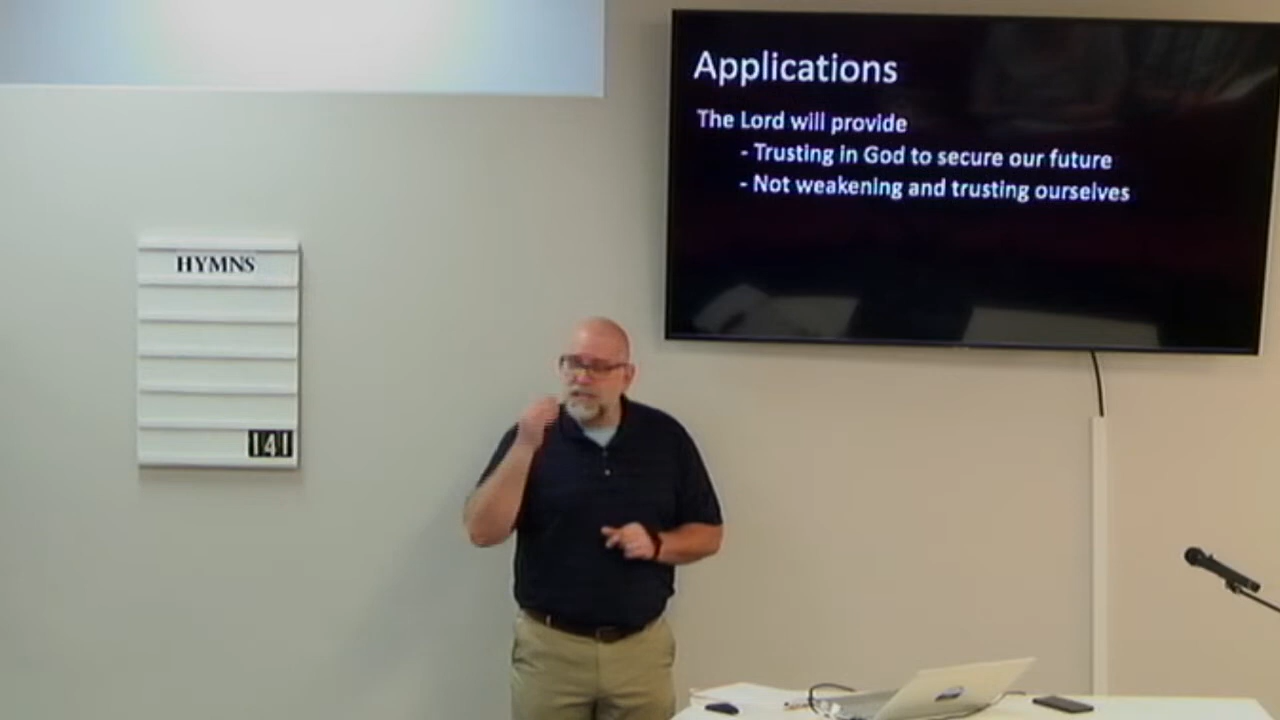 Applications
The Lord will provide
- Trusting in God to secure our future
- Not weakening and trusting ourselves
HYMNS
141